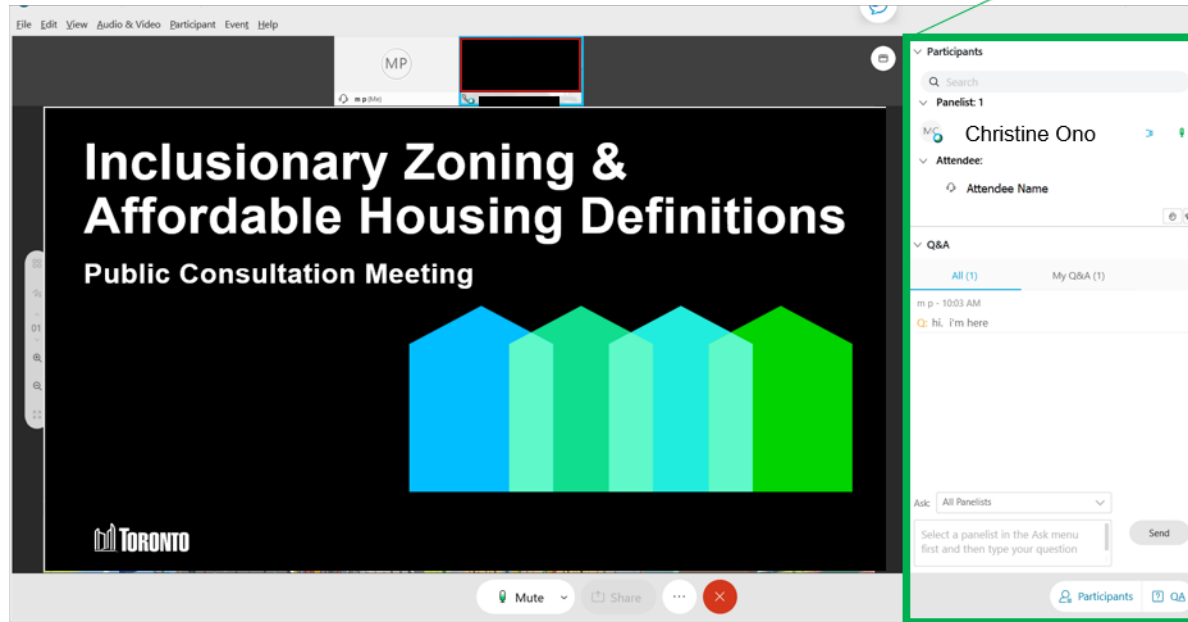 File Edit View Audio & Video Participant Event Help
MP
m p (Me)
Inclusionary Zoning &
Affordable Housing Definitions
Public Consultation Meeting
TORONTO
01
Mute
Share
Participants
Search
Panelist: 1
Christine Ono
Attendee:
Attendee Name
Q&A
All (1) My Q&A (1)
m p - 10:03 AM
Q: hi. i'm here
Ask: All Panelists
Select a panelist in the Ask menu
first and then type your question
Send
Participants QA